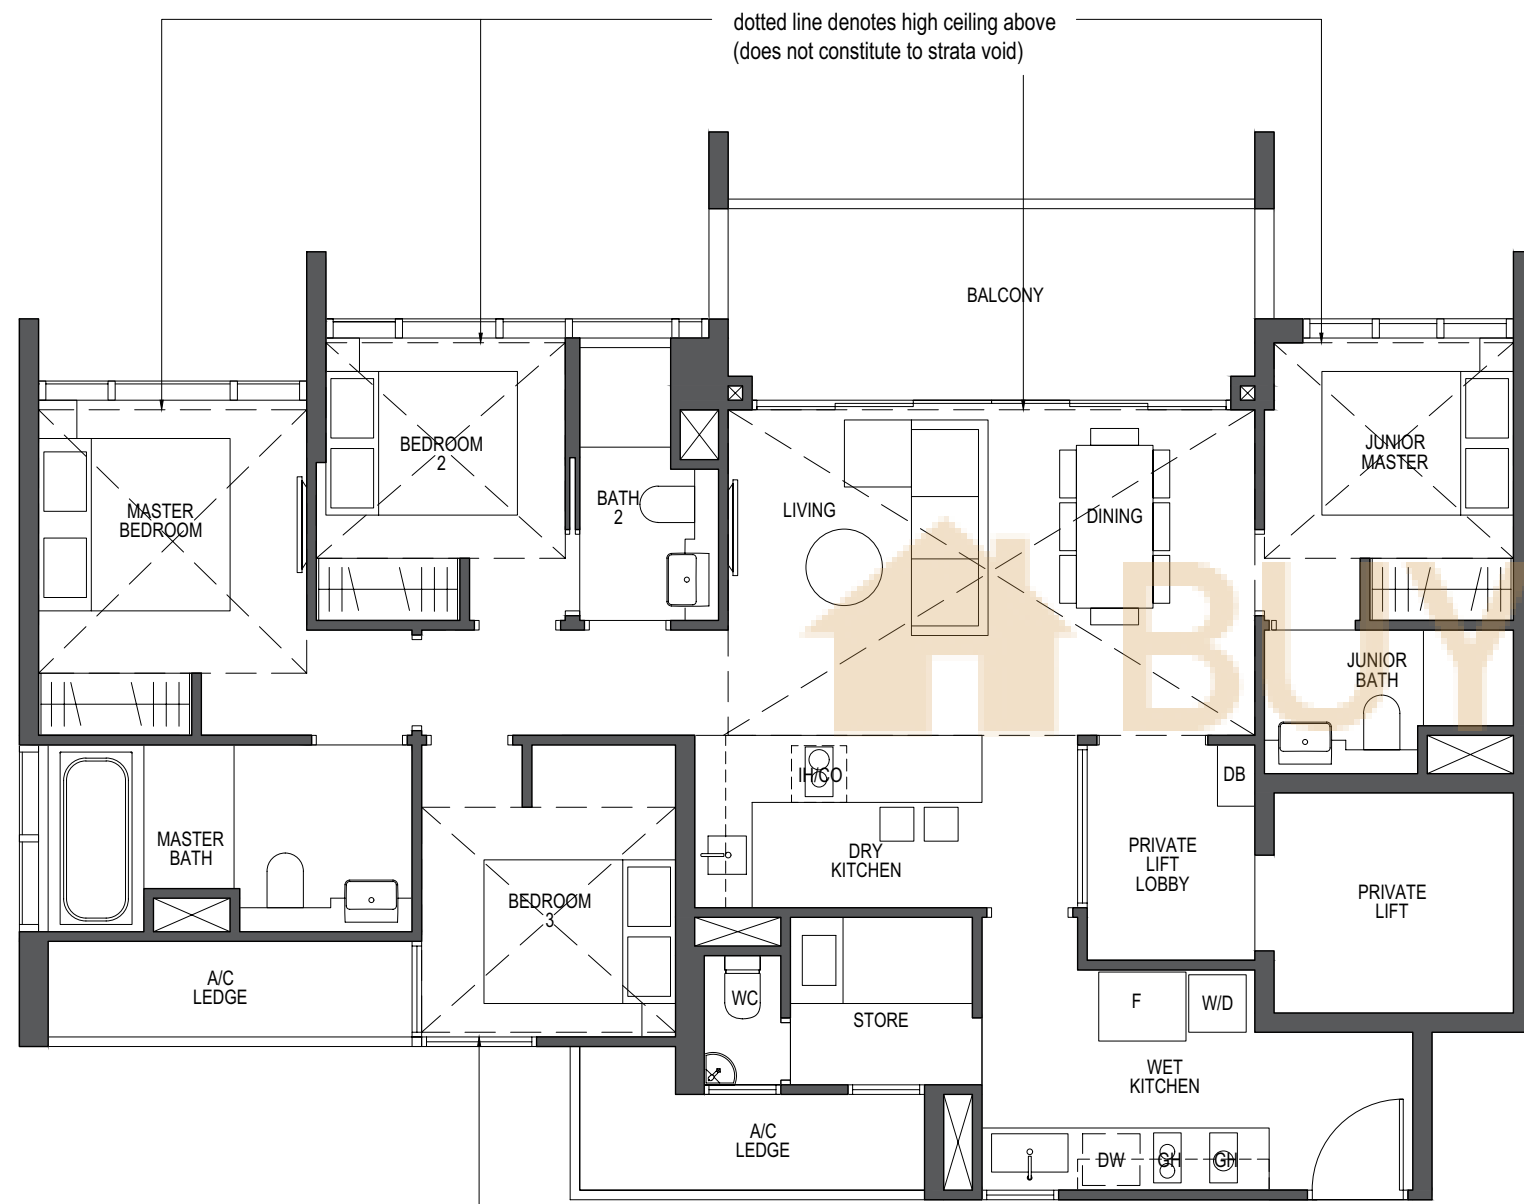 dotted line denotes high ceiling above
(does not constitute to strata void)
BALCONY
BEDROOM
2
JUNIOR
MASTER
MASTER
BEDROOM
BATH
2
LIVING
DINING
BUY
JUNIOR
BATH
IH/CO
DB
MASTER
BATH
DRY
KITCHEN
PRIVATE
LIFT
LOBBY
PRIVATE
LIFT
BEDROOM
3
A/C
LEDGE
WC
STORE
F
W/D
WET
KITCHEN
A/C
LEDGE
DW
GH
GH